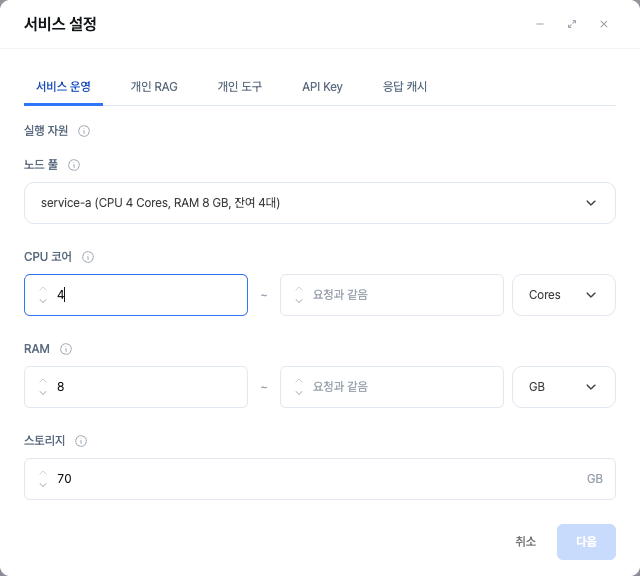 서비스 설정
서비스 운영 개인 RAG 개인 도구 API Key 응답 캐시
실행 자원
노드 풀
service-a (CPU 4 Cores, RAM 8 GB, 잔여 4대)
CPU 코어
4 ~ 요청과 같음 Cores
RAM
8 ~ 요청과 같음 GB
스토리지
70 GB
취소 다음